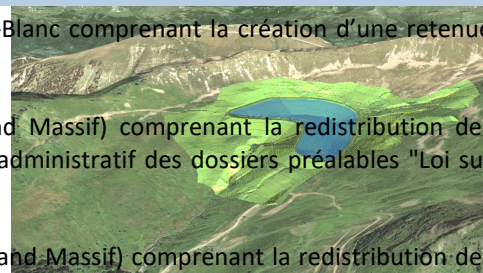 -Blanc comprenant la création d’une retenue
nd Massif) comprenant la redistribution de
administratif des dossiers préalables "Loi su
and Massif) comprenant la redistribution de